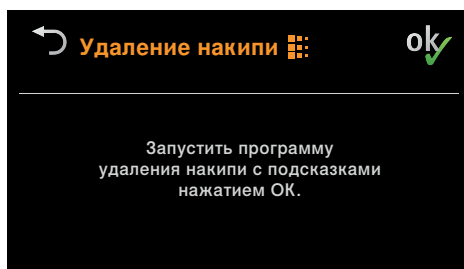 Удаление накипи
ok
Запустить программу
удаления накипи с подсказками
нажатием ОК.